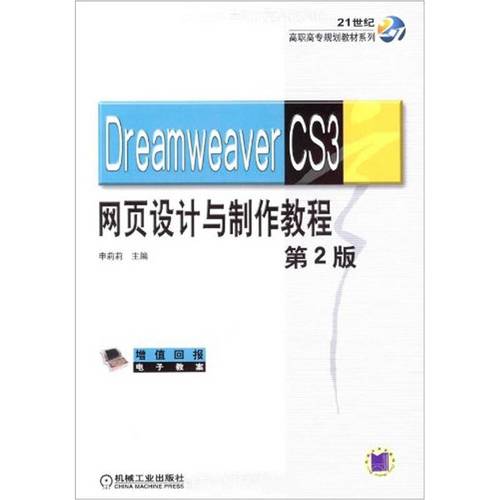 21世纪
高职高专规划教材系列
21
Dreamweaver CS3
网页设计与制作教程
第2版
申莉莉 主编
增值回报
电子教案
机械工业出版社
CHINA MACHINE PRESS